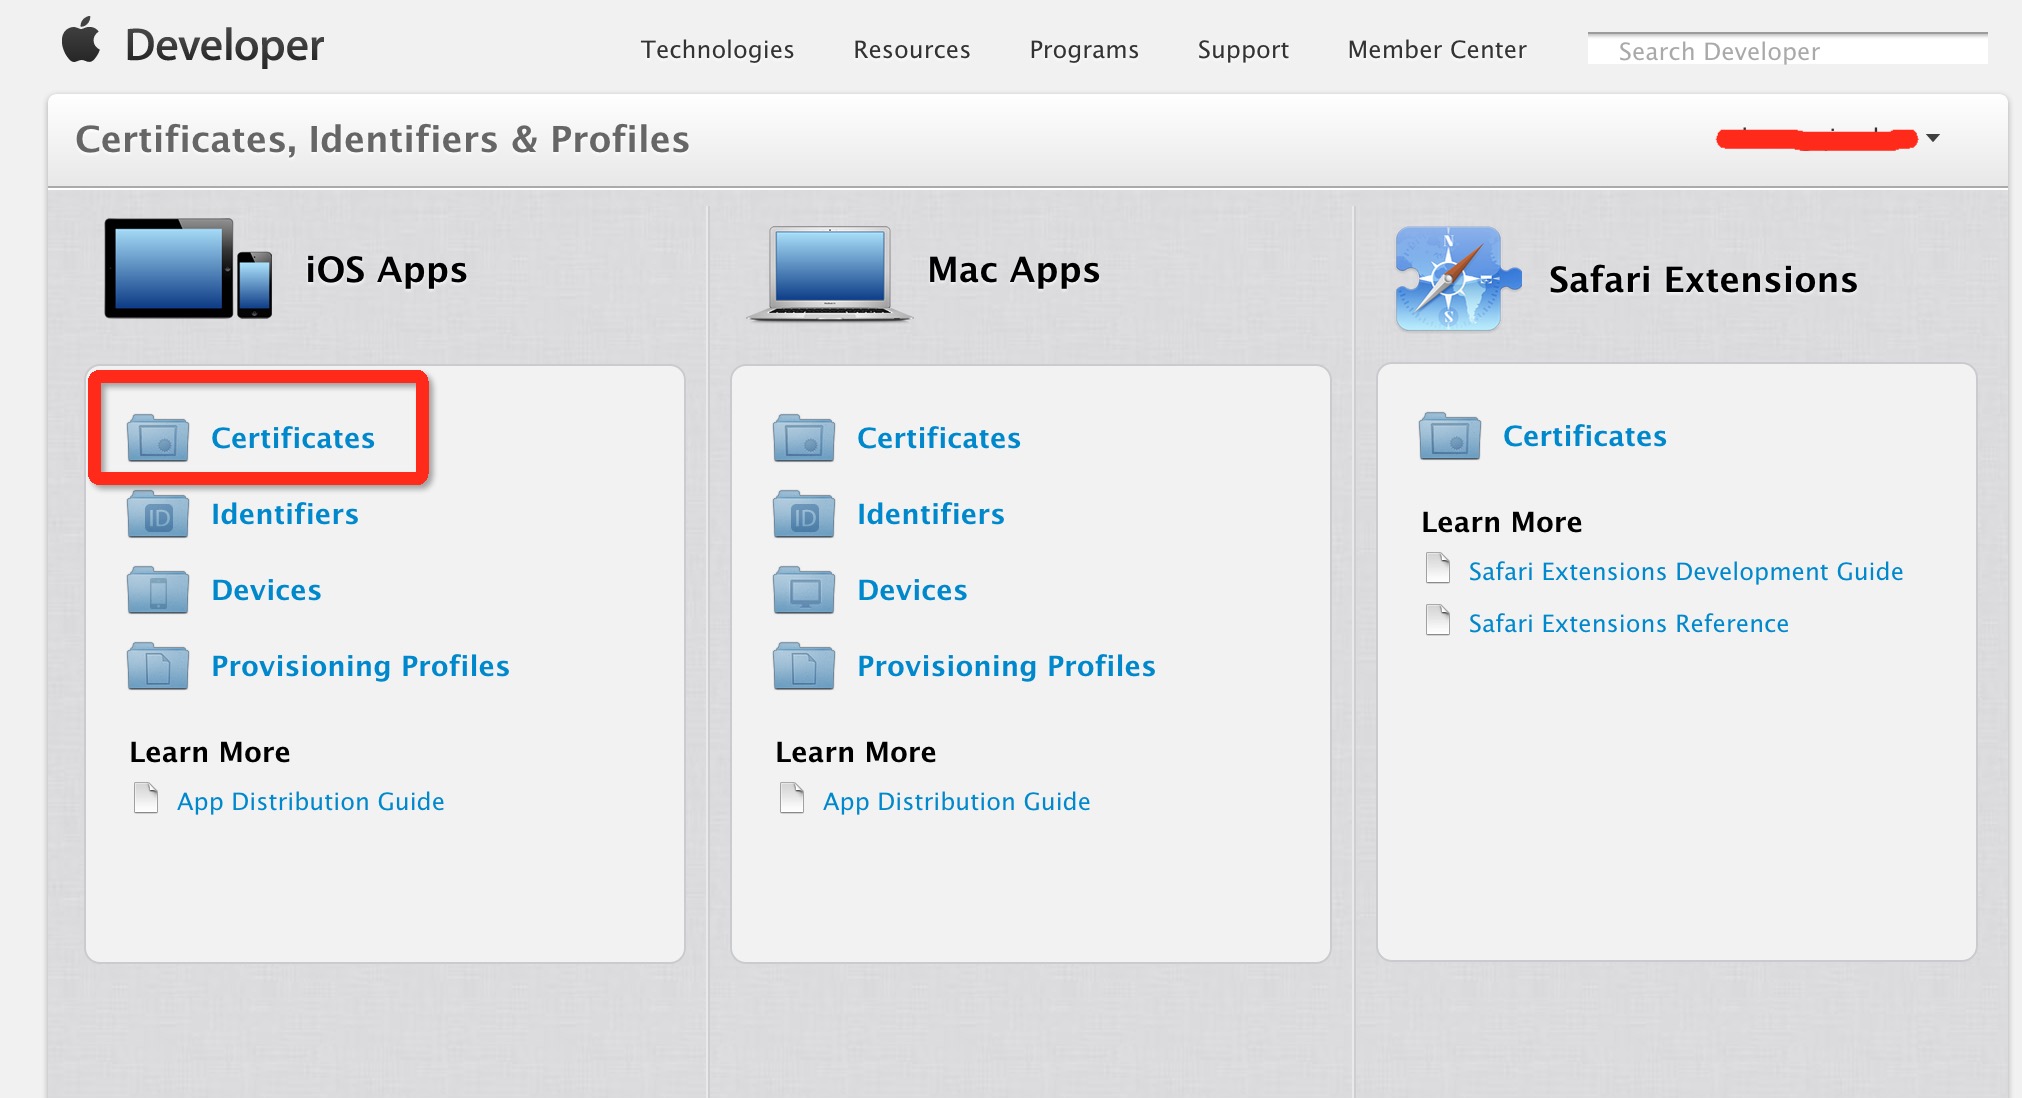 Developer
Technologies
Resources
Programs
Support
Member Center
Search Developer
Certificates, Identifiers & Profiles
iOS Apps
Certificates
Identifiers
Devices
Provisioning Profiles
Learn More
App Distribution Guide
Mac Apps
Certificates
Identifiers
Devices
Provisioning Profiles
Learn More
App Distribution Guide
Safari Extensions
Certificates
Learn More
Safari Extensions Development Guide
Safari Extensions Reference